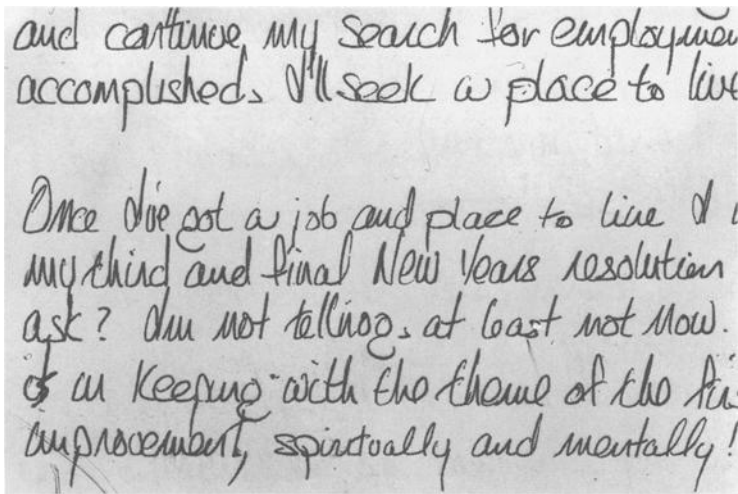 and continue my search for employmen
accomplished, I'll seek a place to live
Once I've got a job and place to live I
my third and final New Years resolution
ask? I'm not telling, at least not now.
is in keeping with the theme of the firs
improvement, spiritually and mentally!